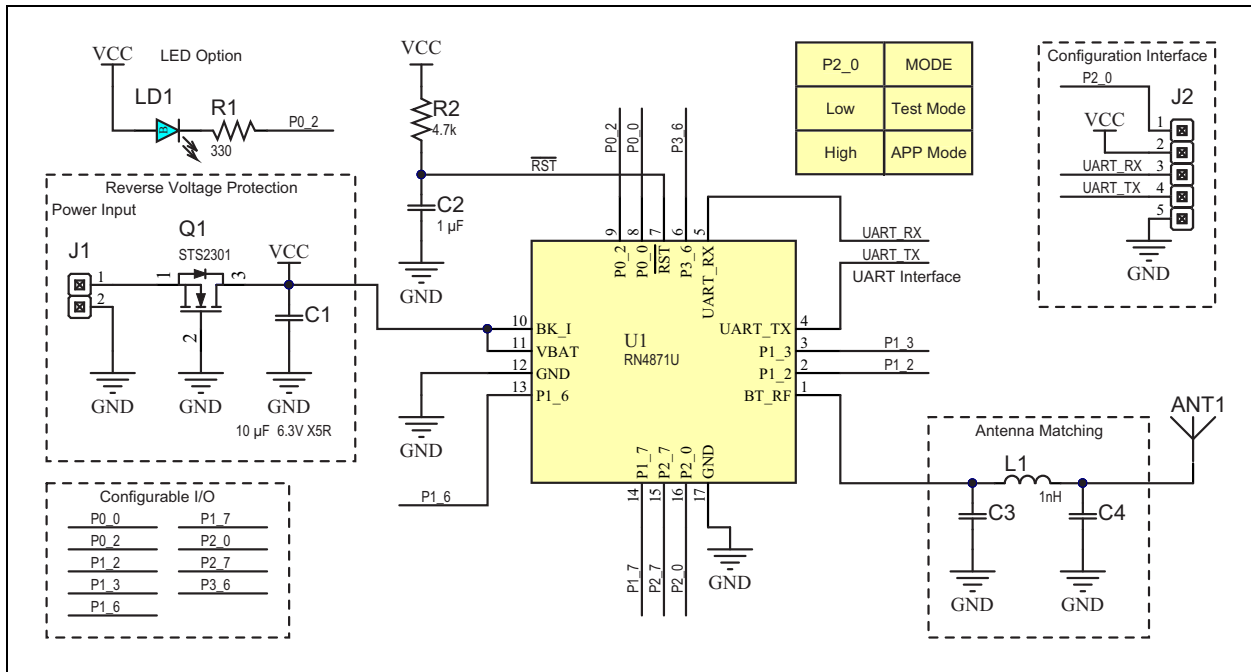 VCC
LED Option
LD1
B
R1
330
P0_2
VCC
R2
4.7k
RST
C2
1 µF
GND
P2_0 MODE
Low Test Mode
High APP Mode
Configuration Interface
P2_0
J2
VCC
UART_RX
UART_TX
1
2
3
4
5
GND
Reverse Voltage Protection
Power Input
J1
1
2
Q1
STS2301
1
3
2
VCC
C1
GND
GND
GND
10 µF 6.3V X5R
P0_2
P0_0
P3_6
9
8
7
6
5
P0_2
P0_0
RST
P3_6
UART_RX
UART_RX
UART_TX
UART Interface
U1
RN4871U
10 BK_I
11 VBAT
12 GND
13 P1_6
UART_TX 4
P1_3 3
P1_2 2
BT_RF 1
P1_3
P1_2
GND
P1_6
P1_7
P2_7
P2_0
GND
14
15
16
17
P1_7
P2_7
P2_0
GND
Antenna Matching
ANT1
L1
1nH
C3
C4
GND
GND
Configurable I/O
P0_0 P1_7
P0_2 P2_0
P1_2 P2_7
P1_3 P3_6
P1_6